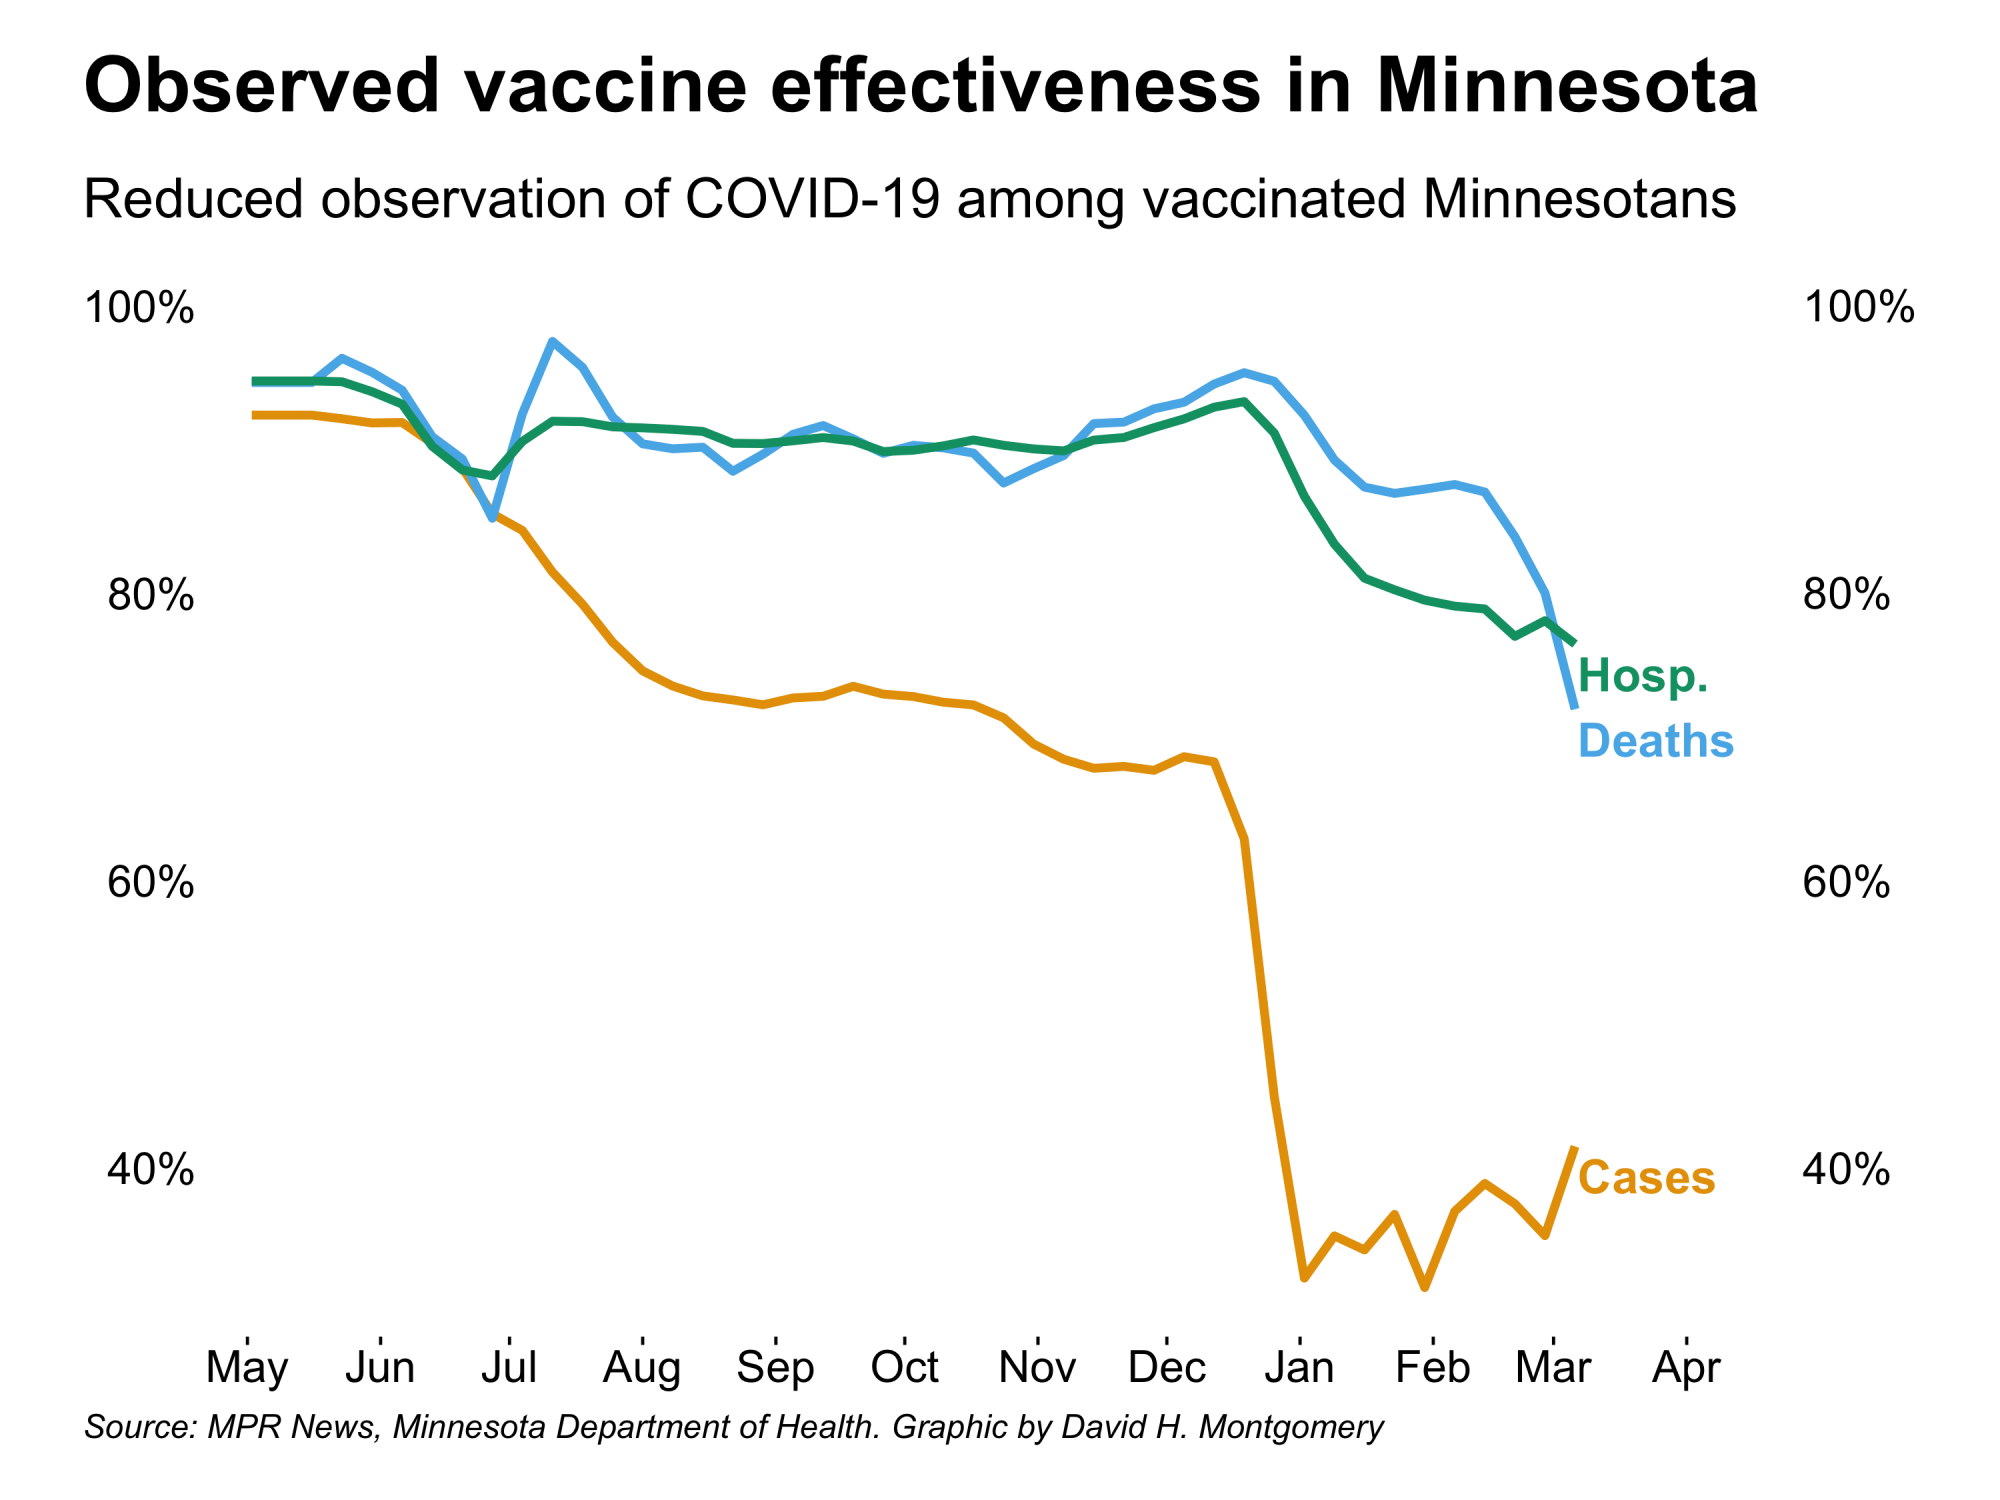 Observed vaccine effectiveness in Minnesota
Reduced observation of COVID-19 among vaccinated Minnesotans
100% 100%
80% 80%
Hosp.
Deaths
60% 60%
40% 40%
Cases
May Jun Jul Aug Sep Oct Nov Dec Jan Feb Mar Apr
Source: MPR News, Minnesota Department of Health. Graphic by David H. Montgomery